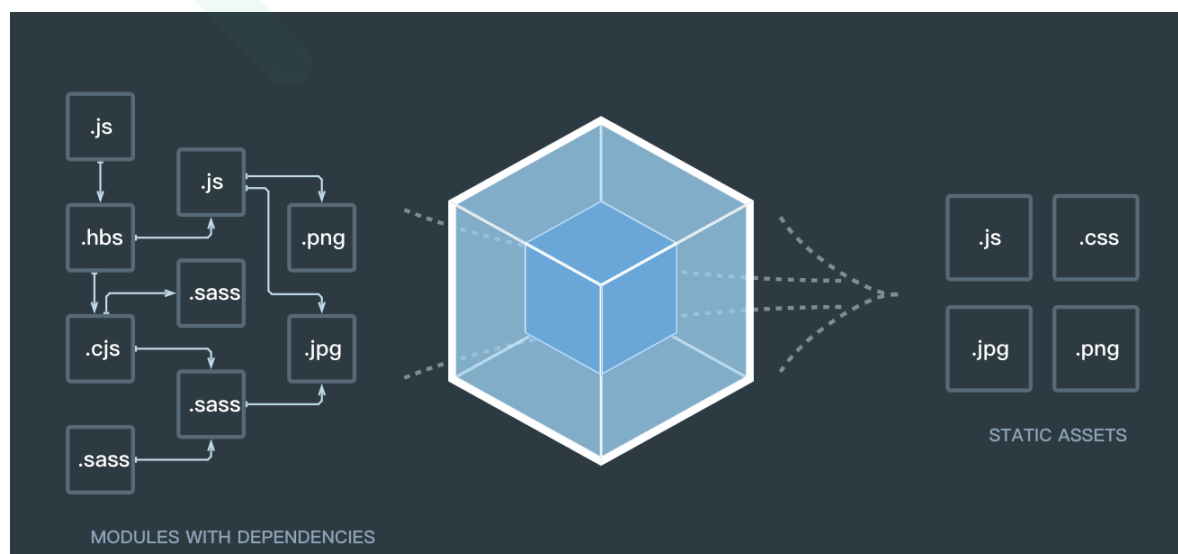 .js
.js
.hbs
.png
.sass
.cjs
.jpg
.sass
.sass
MODULES WITH DEPENDENCIES
.js
.css
.jpg
.png
STATIC ASSETS